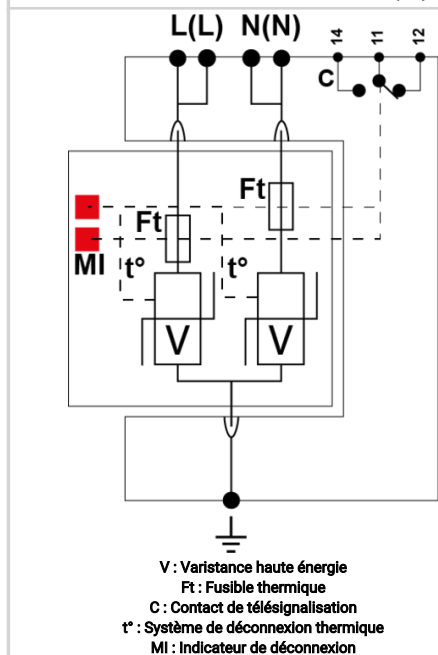 L(L) N(N) 14 11 12
C
Ft
Ft
MI t° t°
V V
V : Varistance haute énergie
Ft : Fusible thermique
C : Contact de télésignalisation
t° : Système de déconnexion thermique
MI : Indicateur de déconnexion